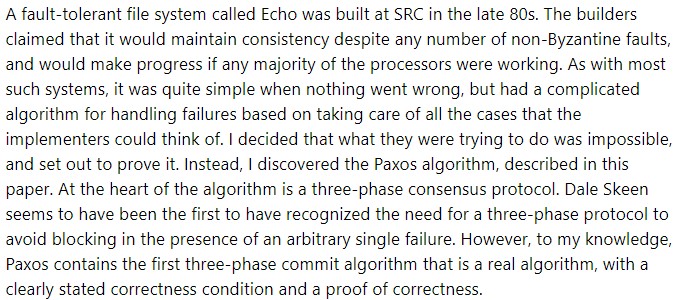 A fault-tolerant file system called Echo was built at SRC in the late 80s. The builders
claimed that it would maintain consistency despite any number of non-Byzantine faults,
and would make progress if any majority of the processors were working. As with most
such systems, it was quite simple when nothing went wrong, but had a complicated
algorithm for handling failures based on taking care of all the cases that the
implementers could think of. I decided that what they were trying to do was impossible,
and set out to prove it. Instead, I discovered the Paxos algorithm, described in this
paper. At the heart of the algorithm is a three-phase consensus protocol. Dale Skeen
seems to have been the first to have recognized the need for a three-phase protocol to
avoid blocking in the presence of an arbitrary single failure. However, to my knowledge,
Paxos contains the first three-phase commit algorithm that is a real algorithm, with a
clearly stated correctness condition and a proof of correctness.